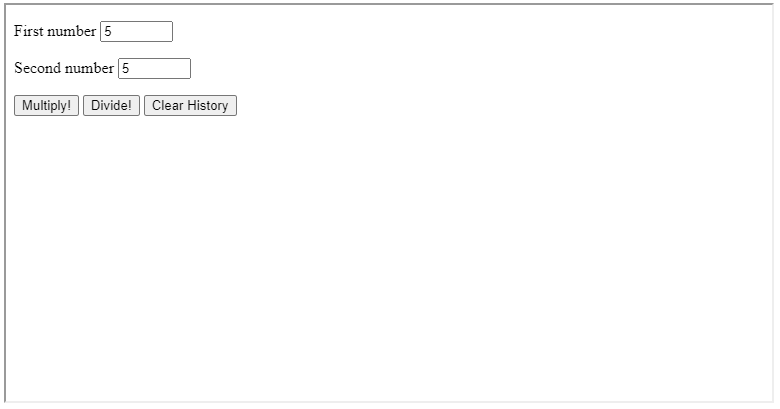 First number 5
Second number 5
Multiply! Divide! Clear History